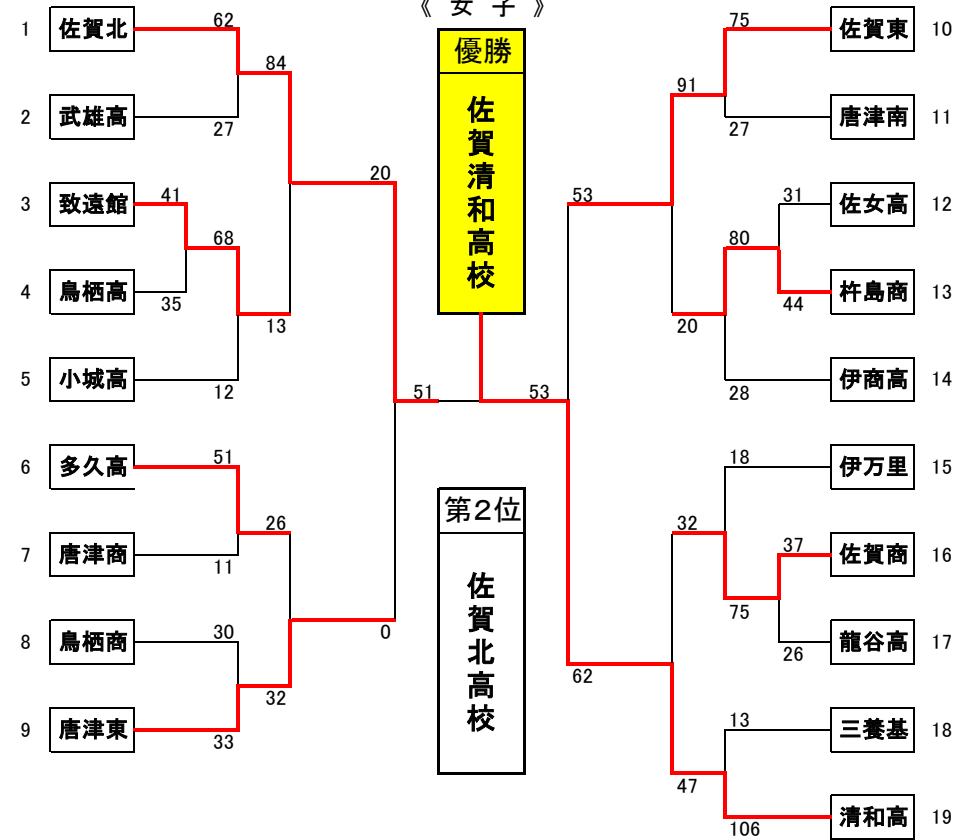 《 女 子 》
1 佐賀北 62
84
2 武雄高 27
3 致遠館 41
68
4 鳥栖高 35
13
5 小城高 12
20
6 多久高 51
26
7 唐津商 11
8 鳥栖商 30
32
9 唐津東 33
0
51
優勝
佐賀清和高校
53
第2位
佐賀北高校
75 佐賀東 10
91
27 唐津南 11
53
31 佐女高 12
80
44 杵島商 13
20
28 伊商高 14
18 伊万里 15
32
37 佐賀商 16
75
26 龍谷高 17
62
13 三養基 18
47
106 清和高 19